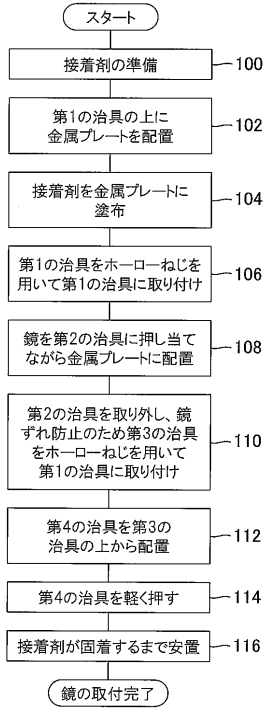 スタート
接着剤の準備
100
第1の治具の上に
金属プレートを配置
102
接着剤を金属プレートに
塗布
104
第1の治具をホーローねじを
用いて第1の治具に取り付け
106
鏡を第2の治具に押し当て
ながら金属プレートに配置
108
第2の治具を取り外し、鏡
ずれ防止のため第3の治具
をホーローねじを用いて
第1の治具に取り付け
110
第4の治具を第3の
治具の上から配置
112
第4の治具を軽く押す
114
接着剤が固着するまで安置
116
鏡の取付完了